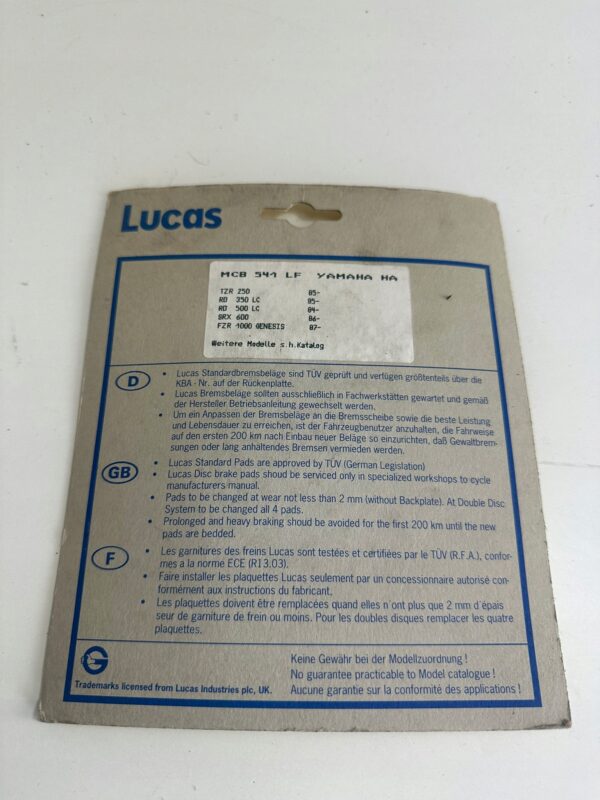 Lucas
MCB 541 LF YAMAHA HA
TZR 250 85-
RD 350 LC 85-
RD 500 LC 84-
SRX 600 86-
FZR 1000 GENESIS 87-
Weitere Modelle s.h.Katalog
D
• Lucas Standardbremsbeläge sind TÜV geprüft und verfügen größtenteils über die
KBA - Nr. auf der Rückenplatte.
• Lucas Bremsbeläge sollten ausschließlich in Fachwerkstätten gewartet und gemäß
der Hersteller Betriebsanleitung gewechselt werden.
• Um ein Anpassen der Bremsbeläge an die Bremsscheibe sowie die beste Leistung
und Lebensdauer zu erreichen, ist der Fahrzeugbenutzer anzuhalten, die Fahrweise
auf den ersten 200 km nach Einbau neuer Beläge so einzurichten, daß Gewaltbrem-
sungen oder lang anhaltendes Bremsen vermieden werden.
GB
• Lucas Standard Pads are approved by TÜV (German Legislation)
• Lucas Disc brake pads shoud be serviced only in specialized workshops to cycle
manufacturers manual.
• Pads to be changed at wear not less than 2 mm (without Backplate). At Double Disc
System to be changed all 4 pads.
• Prolonged and heavy braking shoud be avoided for the first 200 km until the new
pads are bedded.
F
• Les garnitures des freins Lucas sont testées et certifiées par le TÜV (R.F.A.), confor-
mes a la norme ECE (R13.03).
• Faire installer les plaquettes Lucas seulement par un concessionnaire autorisé con-
formément aux instructions du fabricant,
• Les plaquettes doivent être remplacées quand elles n'ont plus que 2 mm d'épais
seur de garniture de frein ou moins. Pour les doubles disques remplacer les quatre
plaquettes.
Trademarks licensed from Lucas Industries plc, UK.
Keine Gewähr bei der Modellzuordnung !
No guarantee practicable to Model catalogue !
Aucune garantie sur la conformité des applications !